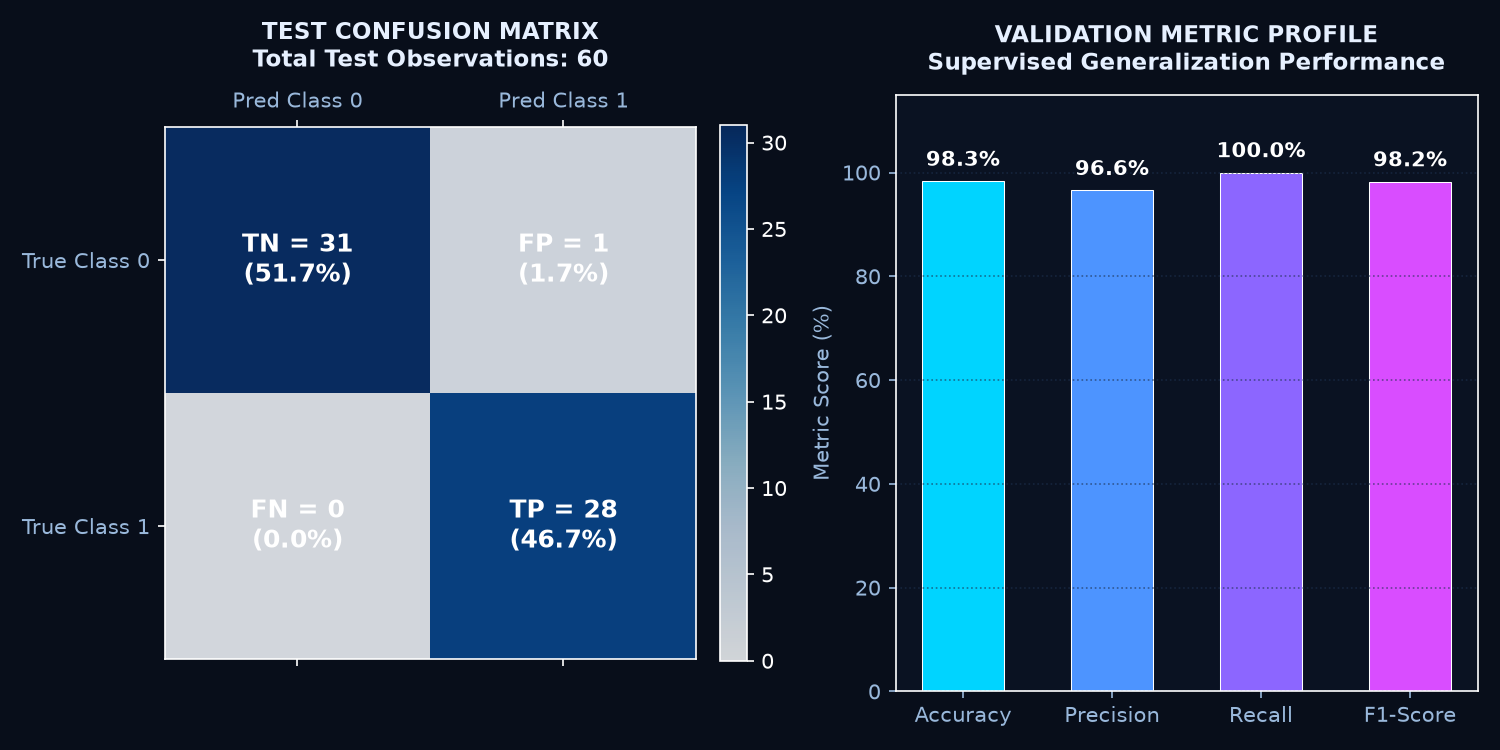 TEST CONFUSION MATRIX
Total Test Observations: 60
Pred Class 0
Pred Class 1
True Class 0
TN = 31
(51.7%)
FP = 1
(1.7%)
True Class 1
FN = 0
(0.0%)
TP = 28
(46.7%)
30
25
20
15
10
5
0
VALIDATION METRIC PROFILE
Supervised Generalization Performance
Metric Score (%)
100
80
60
40
20
0
98.3%
96.6%
100.0%
98.2%
Accuracy
Precision
Recall
F1-Score